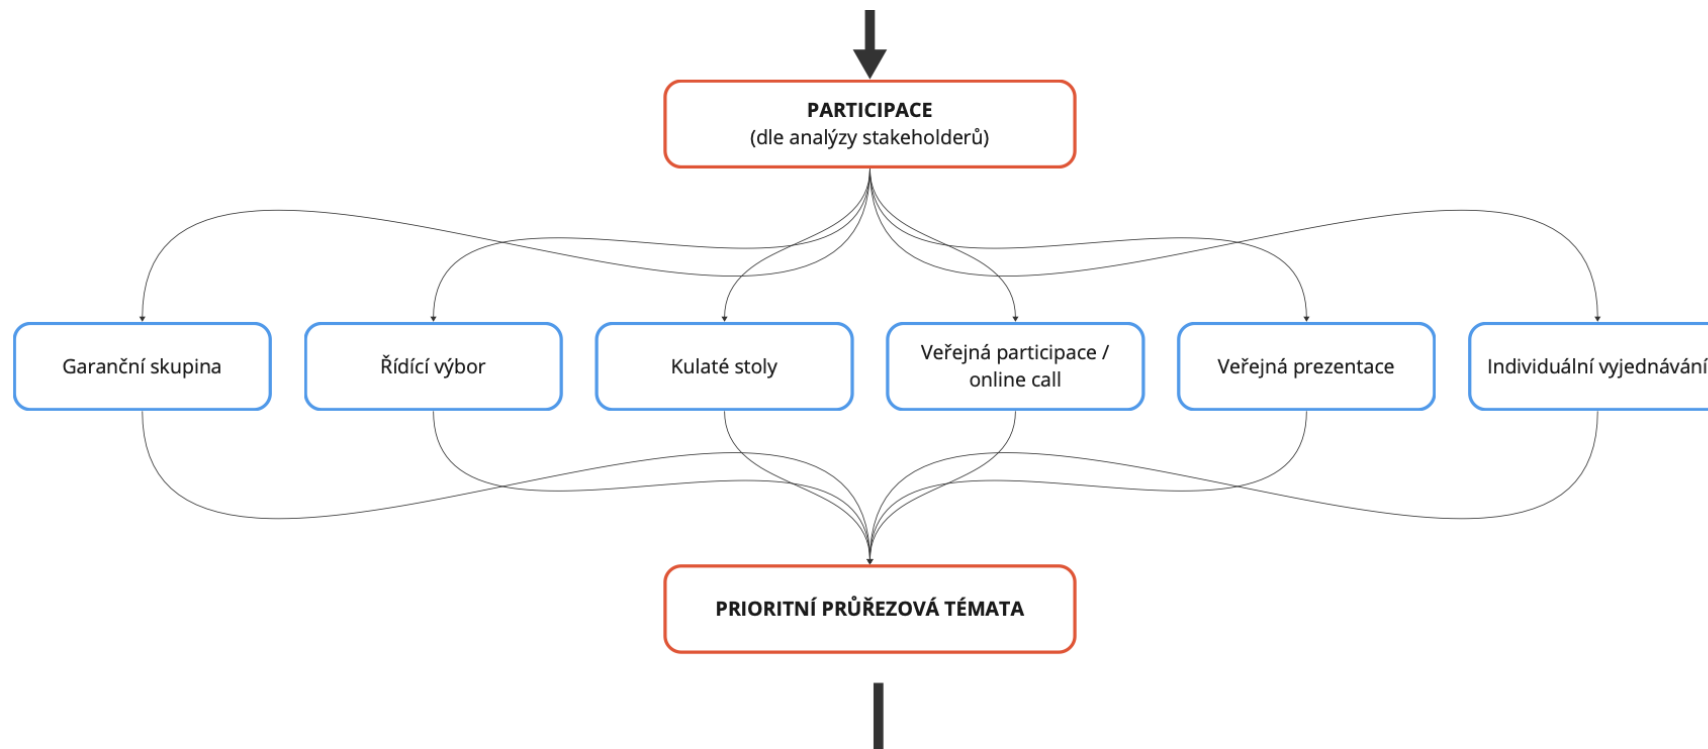 PARTICIPACE
(dle analýzy stakeholderů)
Garanční skupina
Řídící výbor
Kulaté stoly
Veřejná participace /
online call
Veřejná prezentace
Individuální vyjednávání
PRIORITNÍ PRŮŘEZOVÁ TÉMATA